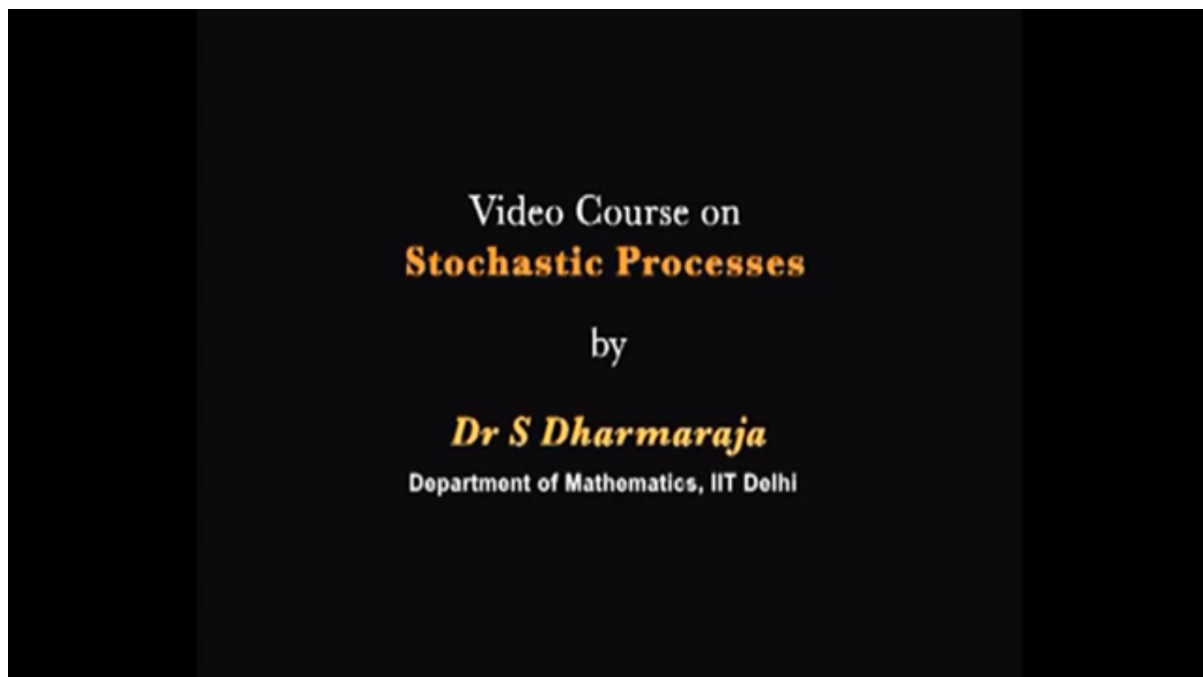 Video Course on
Stochastic Processes
by
Dr S Dharmaraja
Department of Mathematics, IIT Delhi